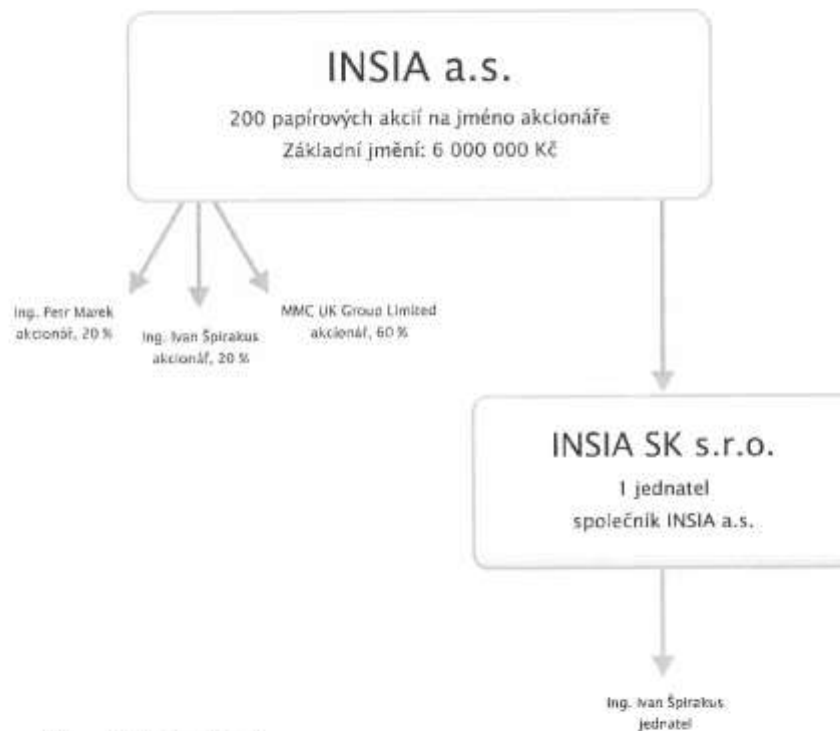 INSIA a.s.
200 papírových akcií na jméno akcionáře
Základní jmění: 6 000 000 Kč
Ing. Petr Marek
akcionář, 20 %
Ing. Ivan Špirakus
akcionář, 20 %
MMC UK Group Limited
akcionář, 60 %
INSIA SK s.r.o.
1 jednatel
společník INSIA a.s.
Ing. Ivan Špirakus
jednatel